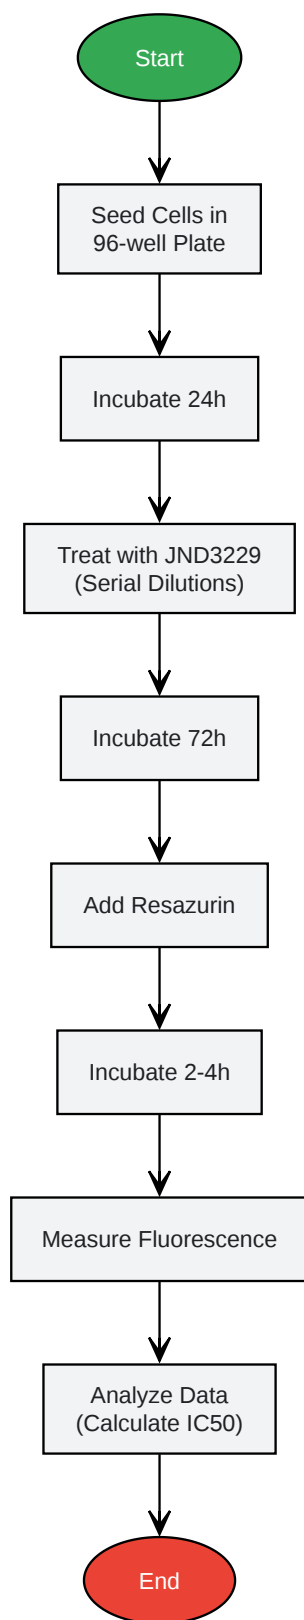 Start
Seed Cells in
96-well Plate
Incubate 24h
Treat with JND3229
(Serial Dilutions)
Incubate 72h
Add Resazurin
Incubate 2-4h
Measure Fluorescence
Analyze Data
(Calculate IC50)
End